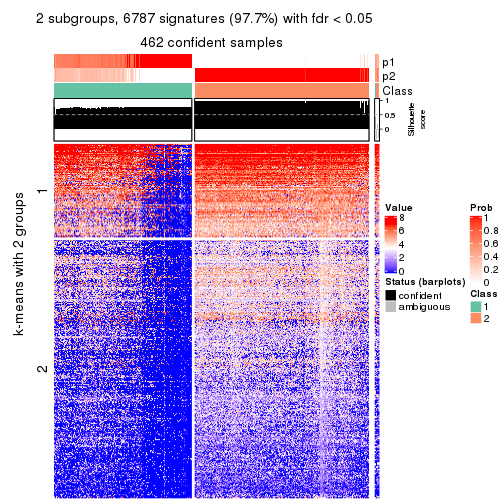 2 subgroups, 6787 signatures (97.7%) with fdr < 0.05
462 confident samples
p1
p2
Class
1
0.5
0
Silhouette
score
k-means with 2 groups
1
2
Value
8
6
4
2
0
Status (barplots)
confident
ambiguous
Prob
1
0.8
0.6
0.4
0.2
0
Class
1
2